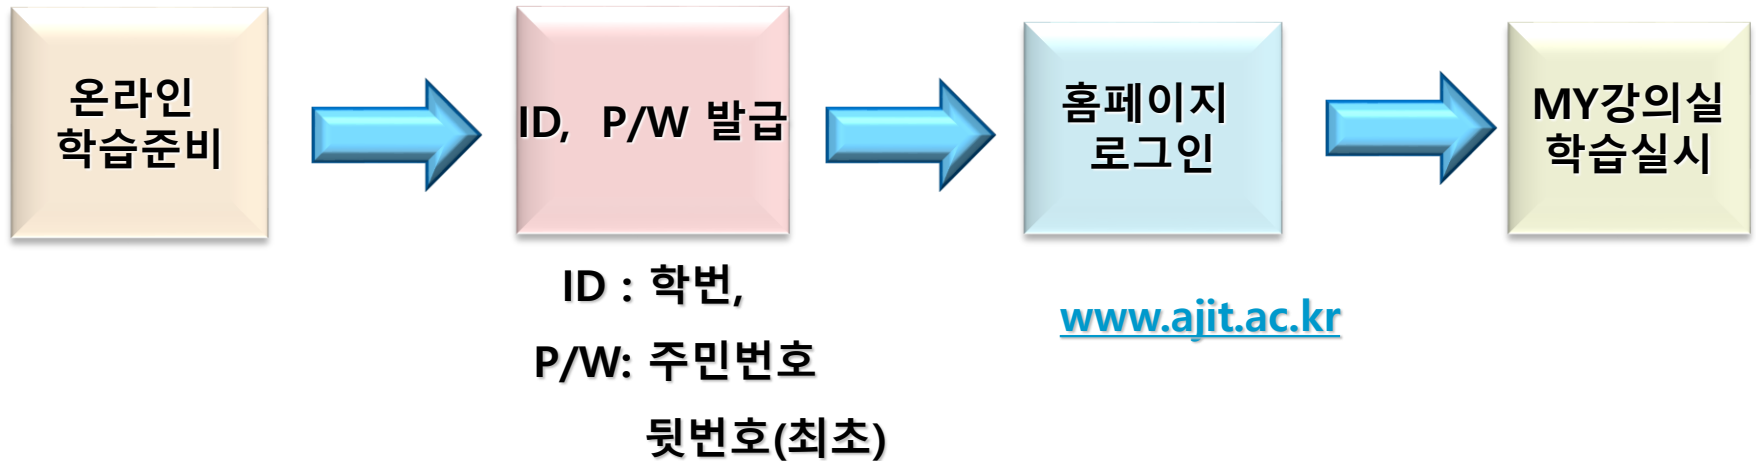 온라인
학습준비
ID, P/W 발급
홈페이지
로그인
MY강의실
학습실시
ID : 학번,
P/W: 주민번호
뒷번호(최초)
www.ajit.ac.kr